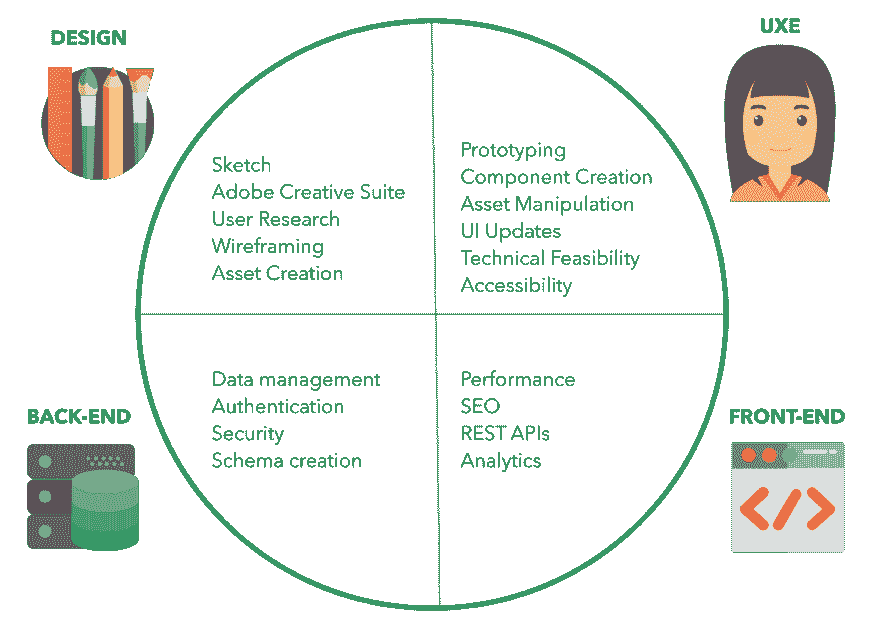 DESIGN
UXE
Sketch
Adobe Creative Suite
User Research
Wireframing
Asset Creation
Prototyping
Component Creation
Asset Manipulation
UI Updates
Technical Feasibility
Accessibility
BACK-END
Data management
Authentication
Security
Schema creation
Performance
SEO
REST APIs
Analytics
FRONT-END
</>